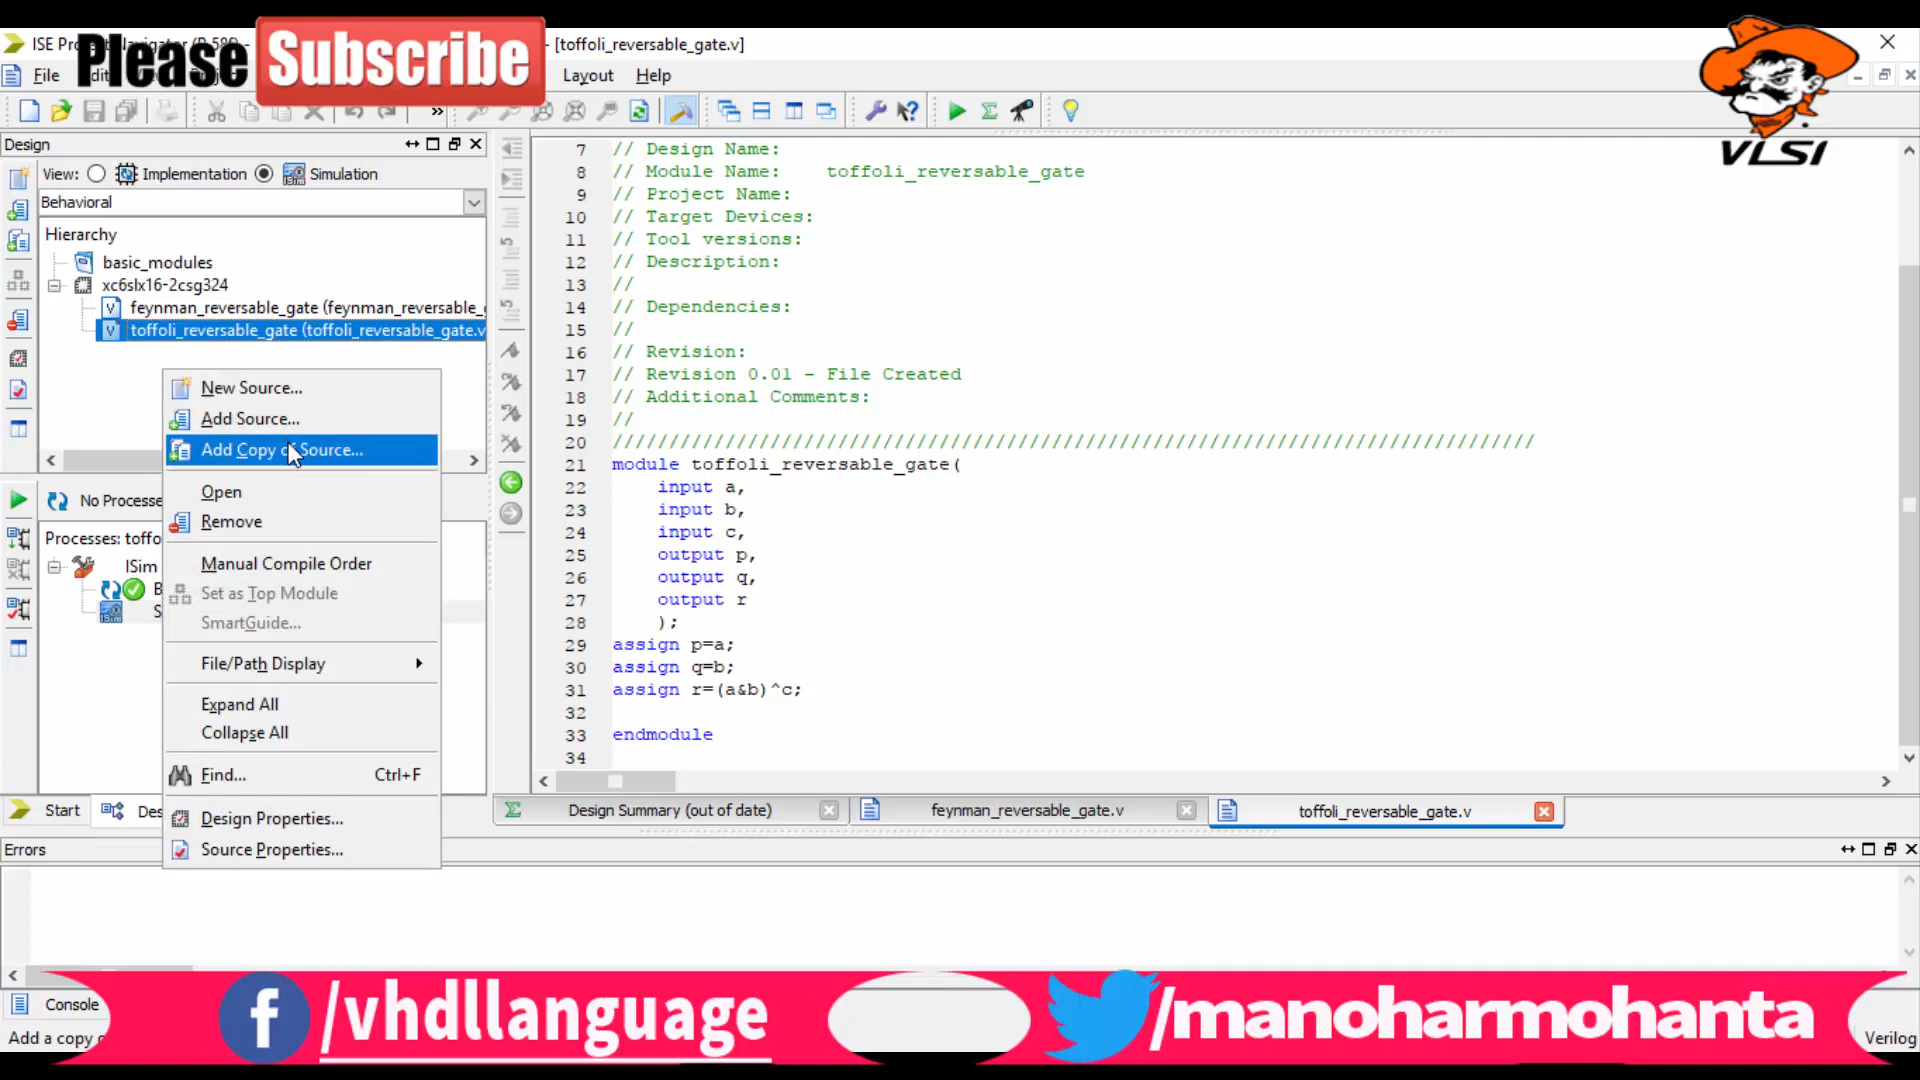 Please Subscribe
ISE Pro
- [toffoli_reversable_gate.v]
File
Layout
Help
VLSI
Design
View:
Implementation
Simulation
Behavioral
Hierarchy
basic_modules
xc6slx16-2csg324
feynman_reversable_gate (feynman_reversable_
toffoli_reversable_gate (toffoli_reversable_gate.v
New Source...
Add Source...
Add Copy of Source...
Open
Remove
Manual Compile Order
Set as Top Module
SmartGuide...
File/Path Display
Expand All
Collapse All
Find... Ctrl+F
Design Properties...
Source Properties...
No Processe
Processes: toffo
ISim
B
S
7 // Design Name:
8 // Module Name: toffoli_reversable_gate
9 // Project Name:
10 // Target Devices:
11 // Tool versions:
12 // Description:
13 //
14 // Dependencies:
15 //
16 // Revision:
17 // Revision 0.01 - File Created
18 // Additional Comments:
19 //
20 //////////////////////////////////////////////////////////////////////////////////
21 module toffoli_reversable_gate(
22 input a,
23 input b,
24 input c,
25 output p,
26 output q,
27 output r
28 );
29 assign p=a;
30 assign q=b;
31 assign r=(a&b)^c;
32
33 endmodule
34
Start
Des
Design Summary (out of date)
feynman_reversable_gate.v
toffoli_reversable_gate.v
Errors
Console
/vhdllanguage
/manoharmohanta
Add a copy
Verilog